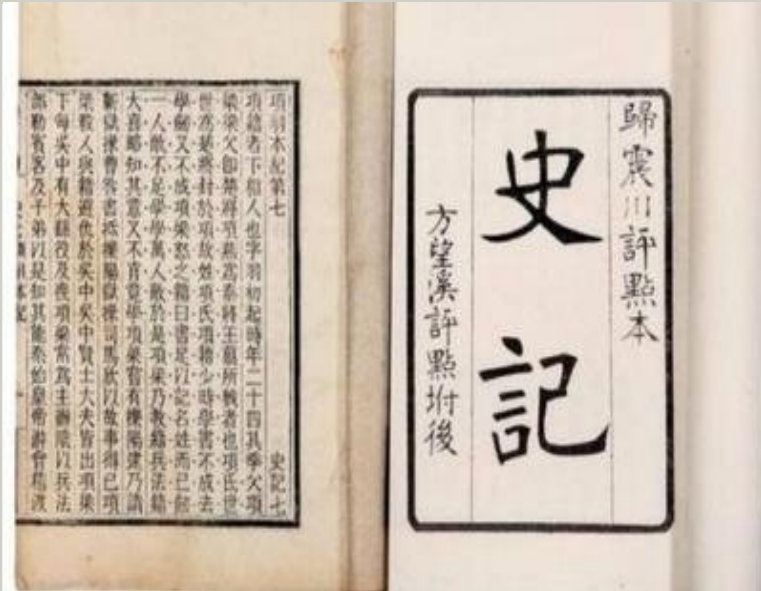 歸震川評點本
史記
方望溪評點坿後
項羽本紀第七 史記七
項籍者下相人也字羽初起時年二十四其季父項
梁梁父卽楚將項燕爲秦將王翦所戮者也項氏世
世爲楚將封於項故姓項氏項籍少時學書不成去
學劍又不成項梁怒之籍曰書足以記名姓而已劍
一人敵不足學學萬人敵於是項梁乃教籍兵法籍
大喜略知其意又不肯竟學項梁嘗有櫟陽逮乃請
蘄獄掾曹咎書抵櫟陽獄掾司馬欣以故事得已項
梁殺人與籍避仇於吳中吳中賢士大夫皆出項梁
下每吳中有大繇役及喪項梁常爲主辦陰以兵法
部勒賓客及子弟以是知其能秦始皇帝游會稽渡